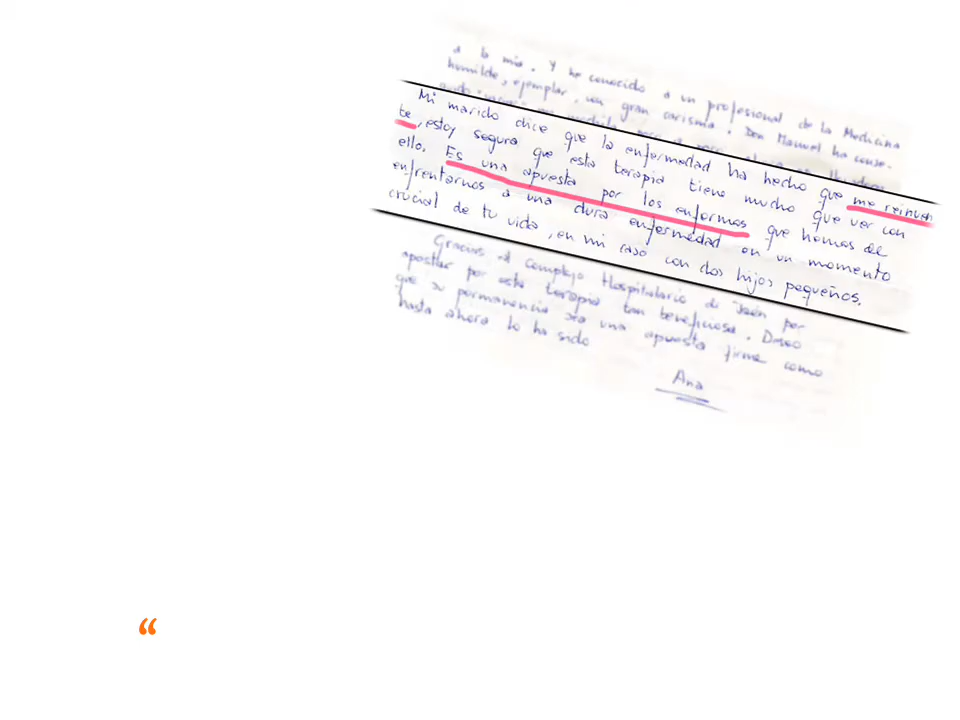 a la mia. Y he conocido a un profesional de la Medicina
humilde, ejemplar, con gran carisma. Don Manuel ha conse-
Mi marido dice que la enfermedad ha hecho que me reinven
te, estoy segura que esta terapia tiene mucho que ver con
ello. Es una apuesta por los enfermos que hemos de
enfrentarnos a una dura enfermedad en un momento
crucial de tu vida, en mi caso con dos hijos pequeños.
Gracias al Complejo Hospitalario de Jaén por
apostar por esta terapia tan beneficiosa. Deseo
que su permanencia sea una apuesta firme como
hasta ahora lo ha sido
Ana
“